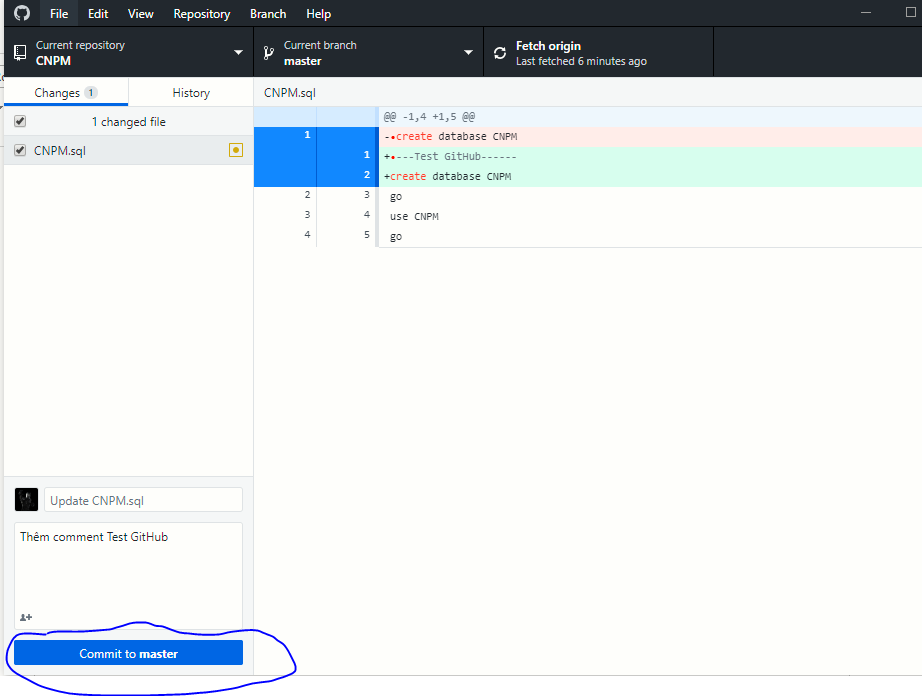 File Edit View Repository Branch Help
Current repository
CNPM
Current branch
master
Fetch origin
Last fetched 6 minutes ago
Changes 1
History
CNPM.sql
1 changed file
CNPM.sql
@@ -1,4 +1,5 @@
1 -•create database CNPM
1 +•---Test GitHub------
2 +create database CNPM
2 3 go
3 4 use CNPM
4 5 go
Update CNPM.sql
Thêm comment Test GitHub
Commit to master